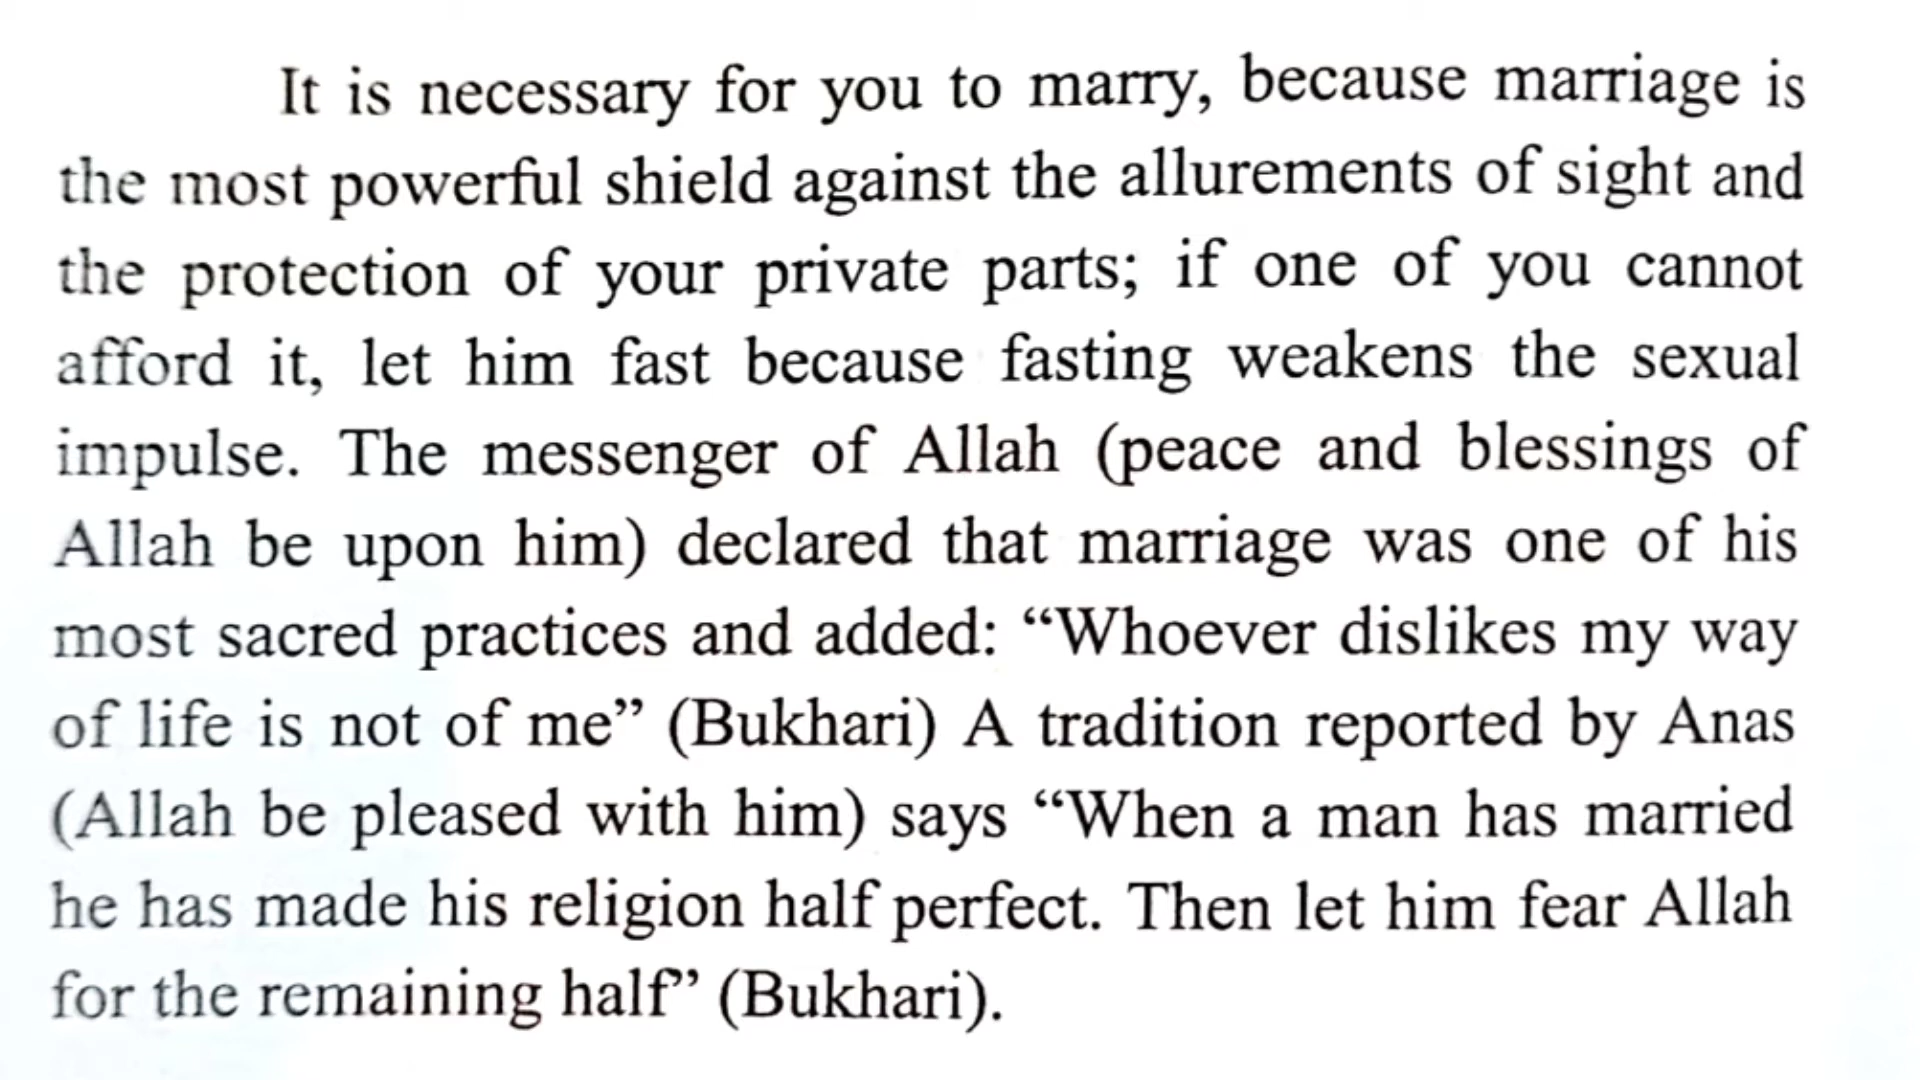 It is necessary for you to marry, because marriage is
the most powerful shield against the allurements of sight and
the protection of your private parts; if one of you cannot
afford it, let him fast because fasting weakens the sexual
impulse. The messenger of Allah (peace and blessings of
Allah be upon him) declared that marriage was one of his
most sacred practices and added: “Whoever dislikes my way
of life is not of me” (Bukhari) A tradition reported by Anas
(Allah be pleased with him) says “When a man has married
he has made his religion half perfect. Then let him fear Allah
for the remaining half” (Bukhari).